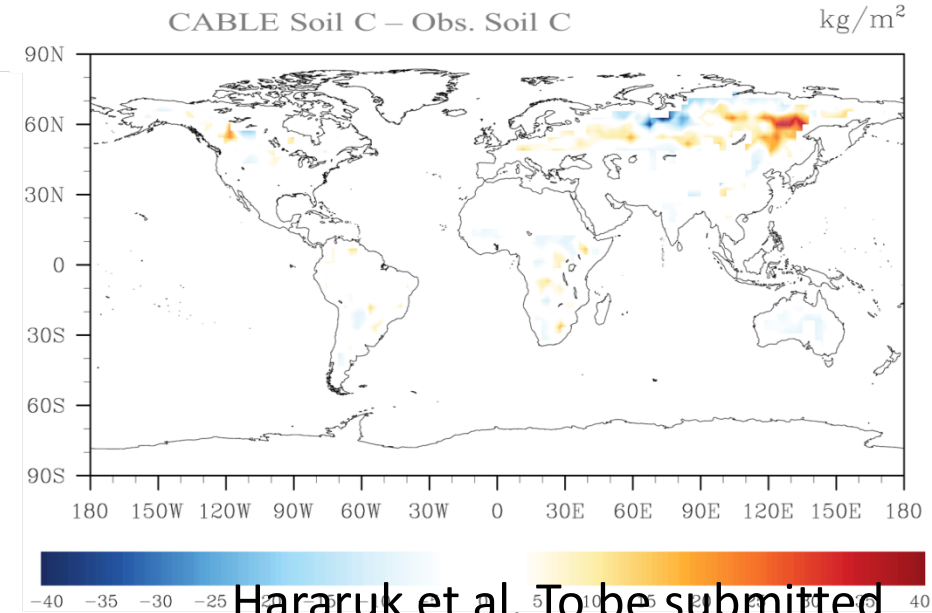 CABLE Soil C – Obs. Soil C
kg/m²
90N
60N
30N
0
30S
60S
90S
180 150W 120W 90W 60W 30W 0 30E 60E 90E 120E 150E 180
−40 −35 −30 −25 40
Hararuk et al. To be submitted